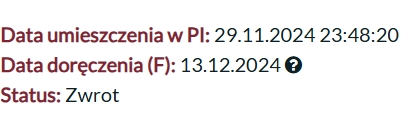 Data umieszczenia w PI: 29.11.2024 23:48:20
Data doręczenia (F): 13.12.2024 ?
Status: Zwrot